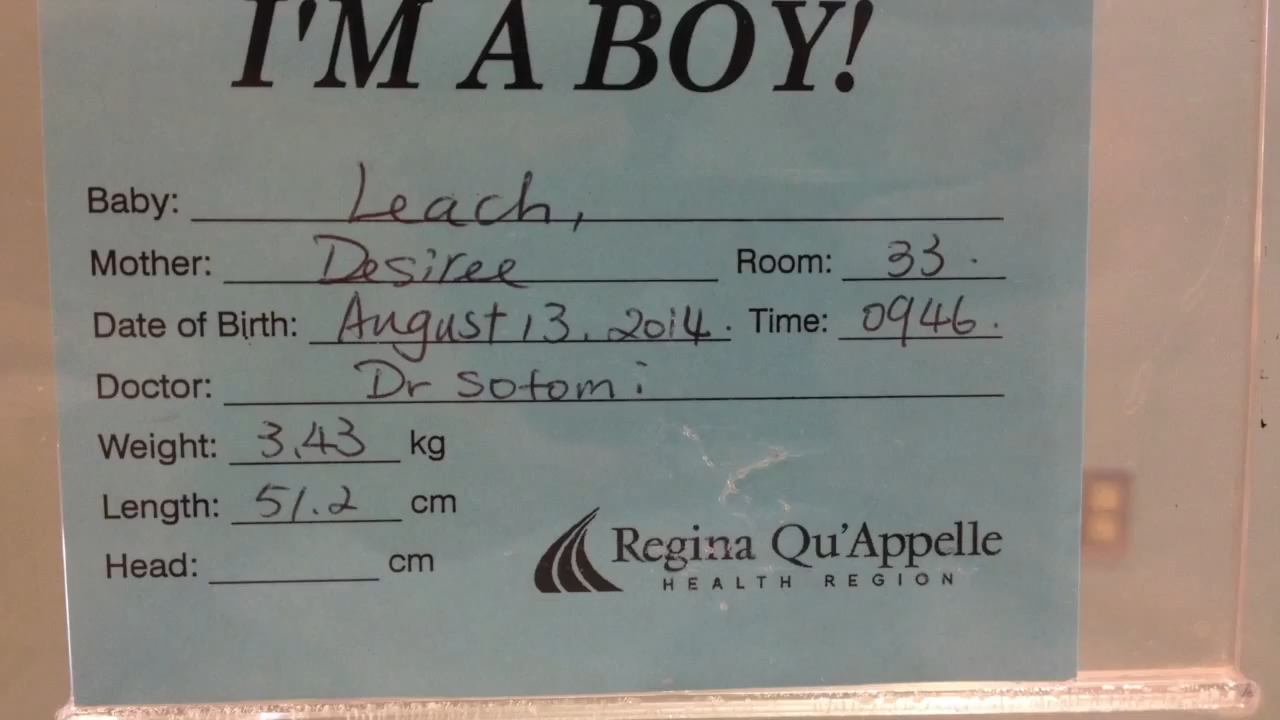 I'M A BOY!
Baby: Leach,
Mother: Desiree Room: 33.
Date of Birth: August 13, 2014. Time: 0946.
Doctor: Dr Sotomi
Weight: 3.43 kg
Length: 51.2 cm
Head: cm
Regina Qu'Appelle
HEALTH REGION